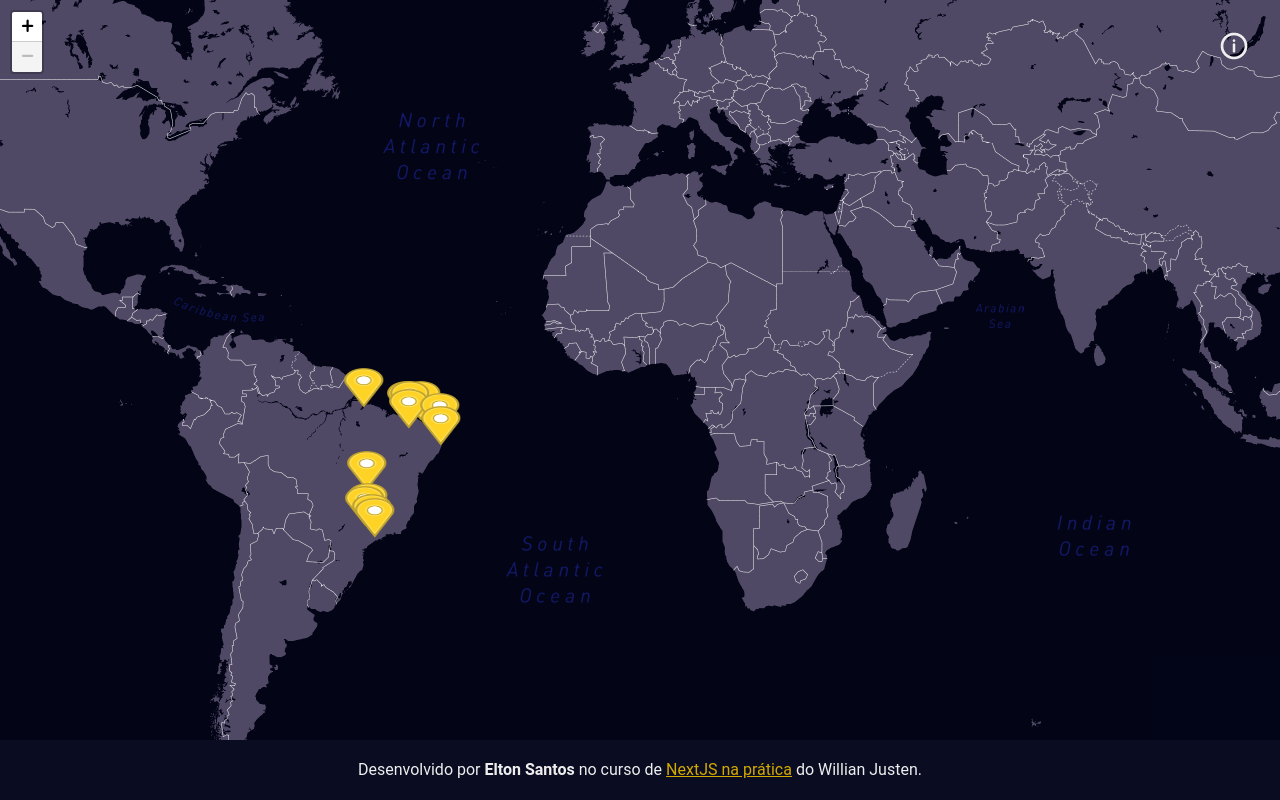 +
−
North
Atlantic
Ocean
Caribbean Sea
Arabian
Sea
South
Atlantic
Ocean
Indian
Ocean
Desenvolvido por Elton Santos no curso de NextJS na prática do Willian Justen.